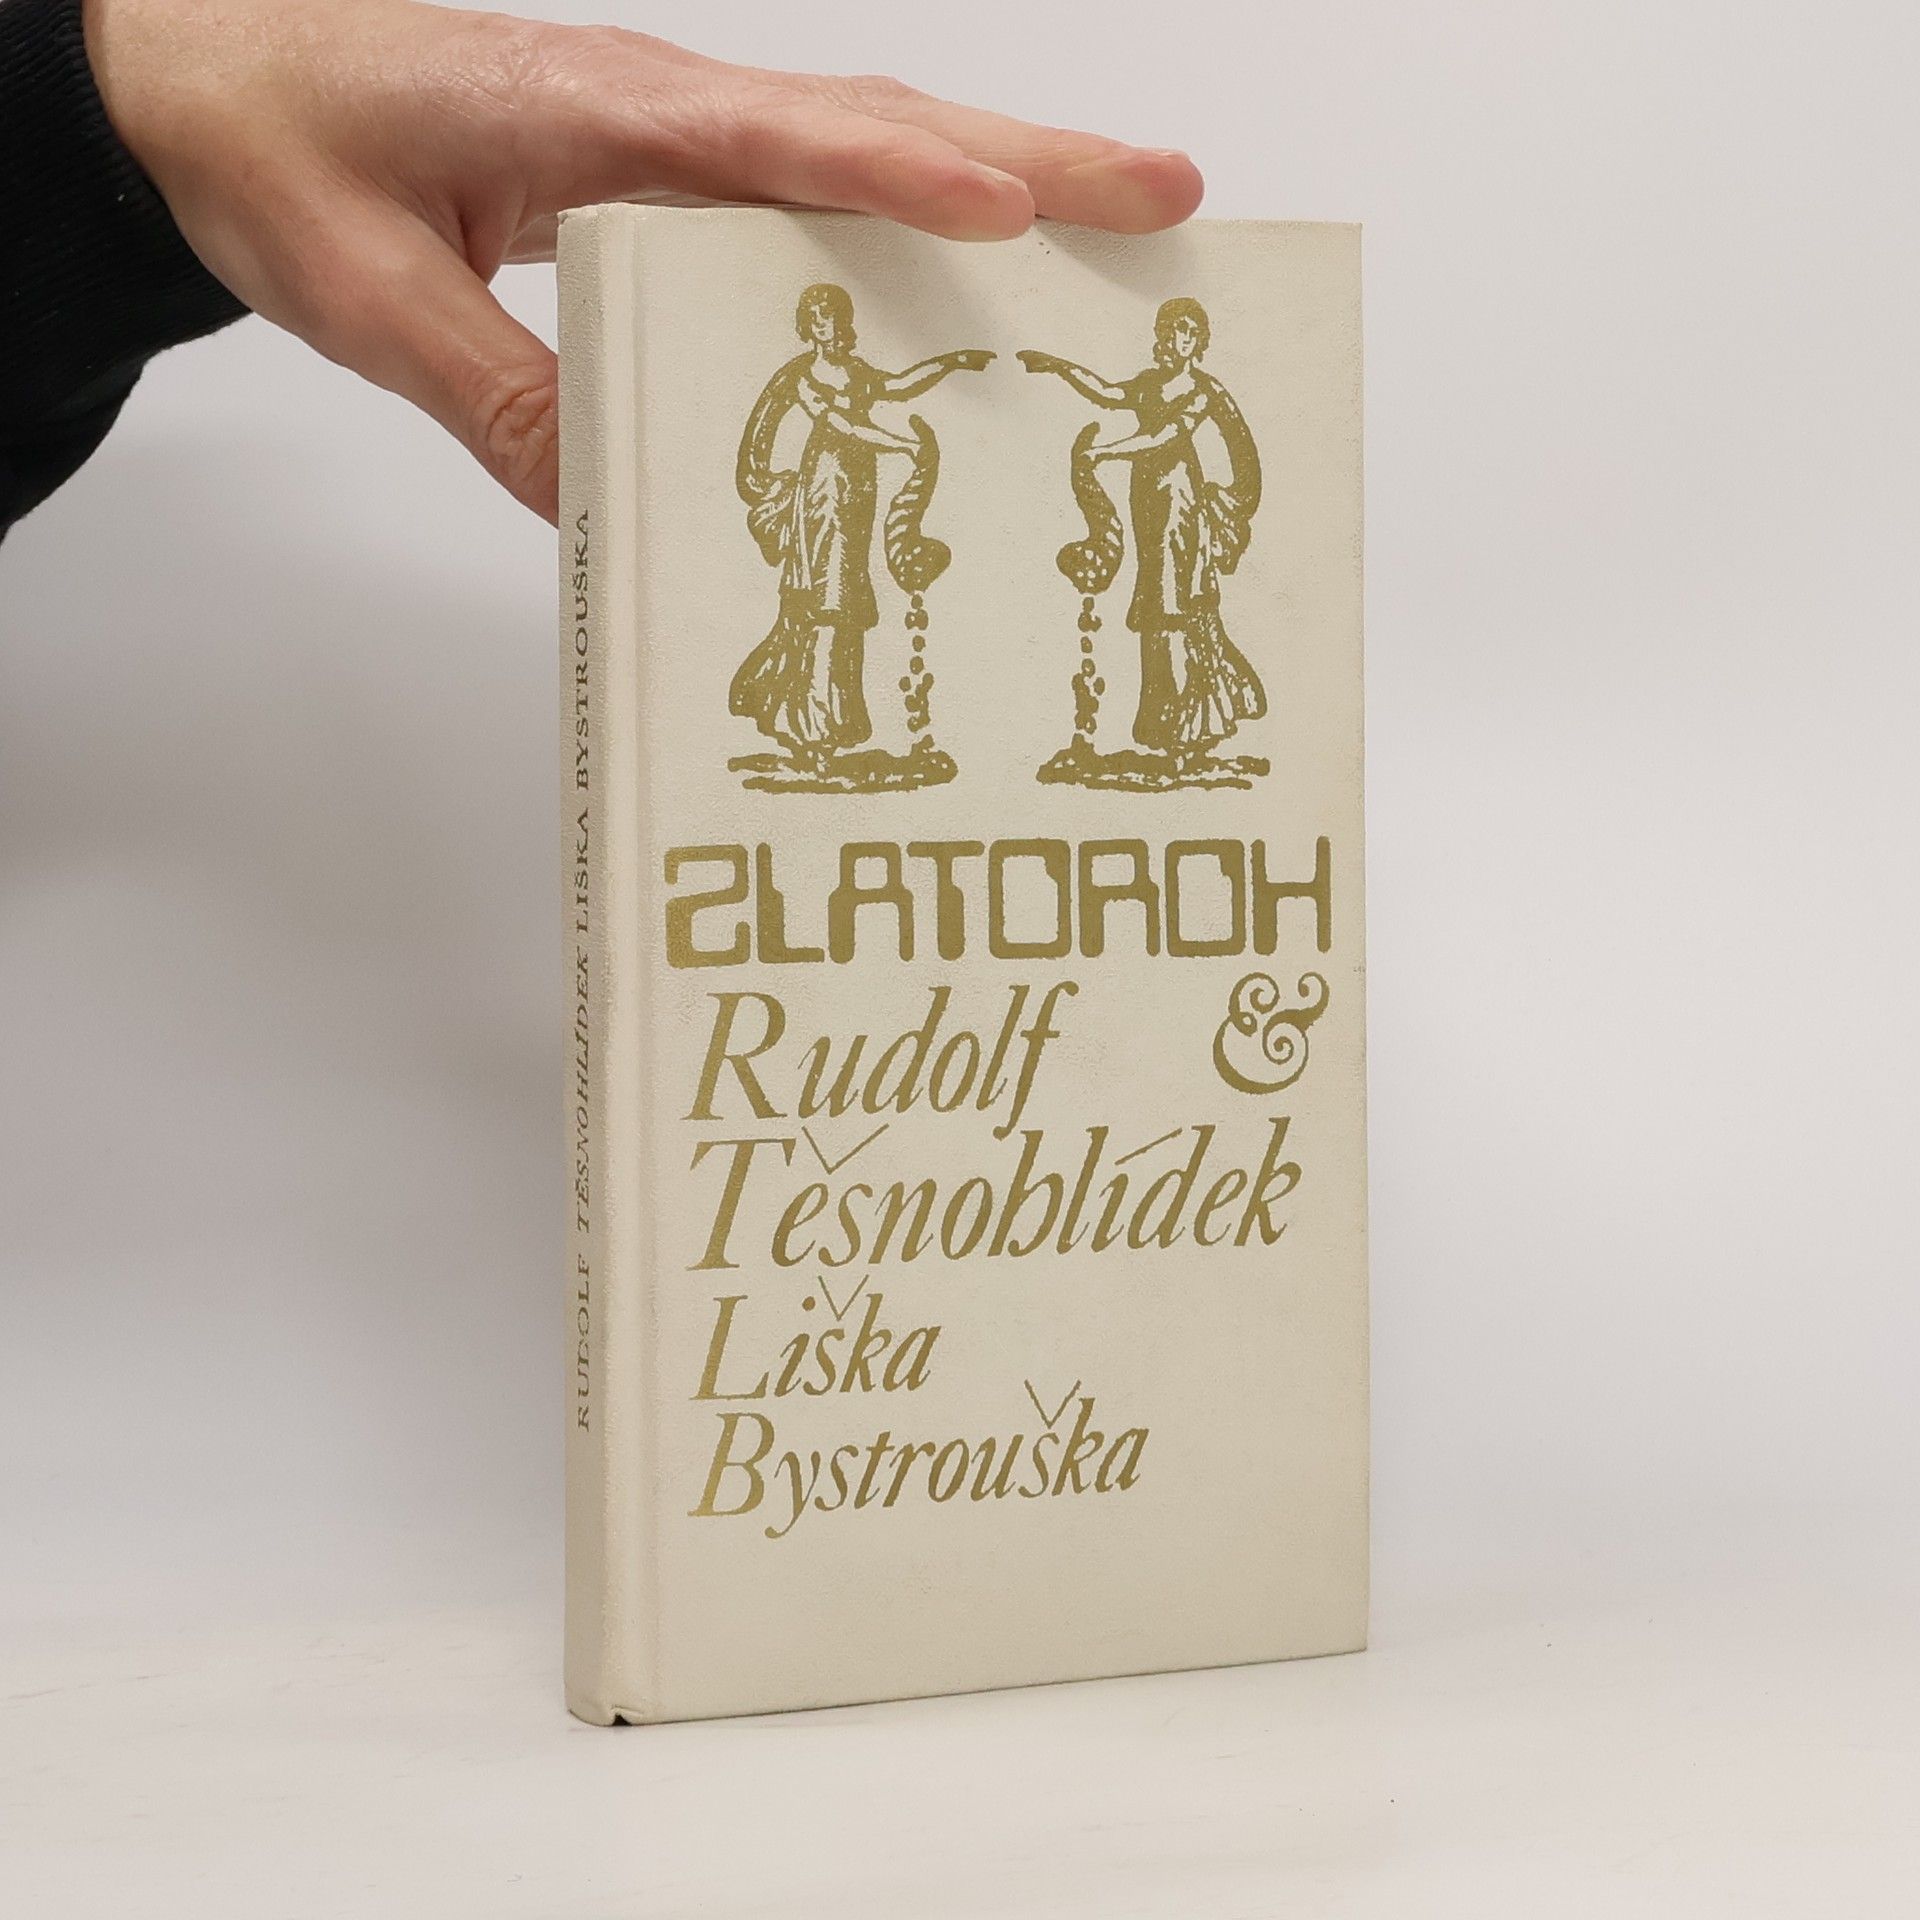 RUDOLF TĚSNOHLÍDEK LIŠKA BYSTROUŠKA
ZLATOROH
Rudolf &
Těsnohlídek
Liška
Bystrouška